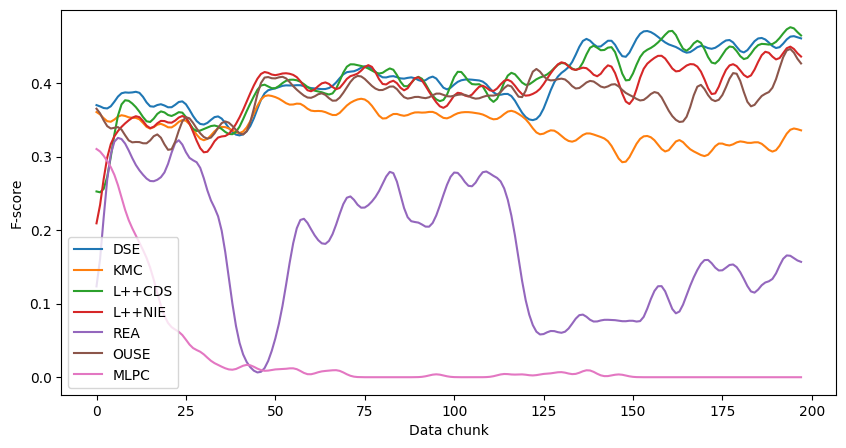 F-score
0.4
0.3
0.2
0.1
0.0
DSE
KMC
L++CDS
L++NIE
REA
OUSE
MLPC
0 25 50 75 100 125 150 175 200
Data chunk